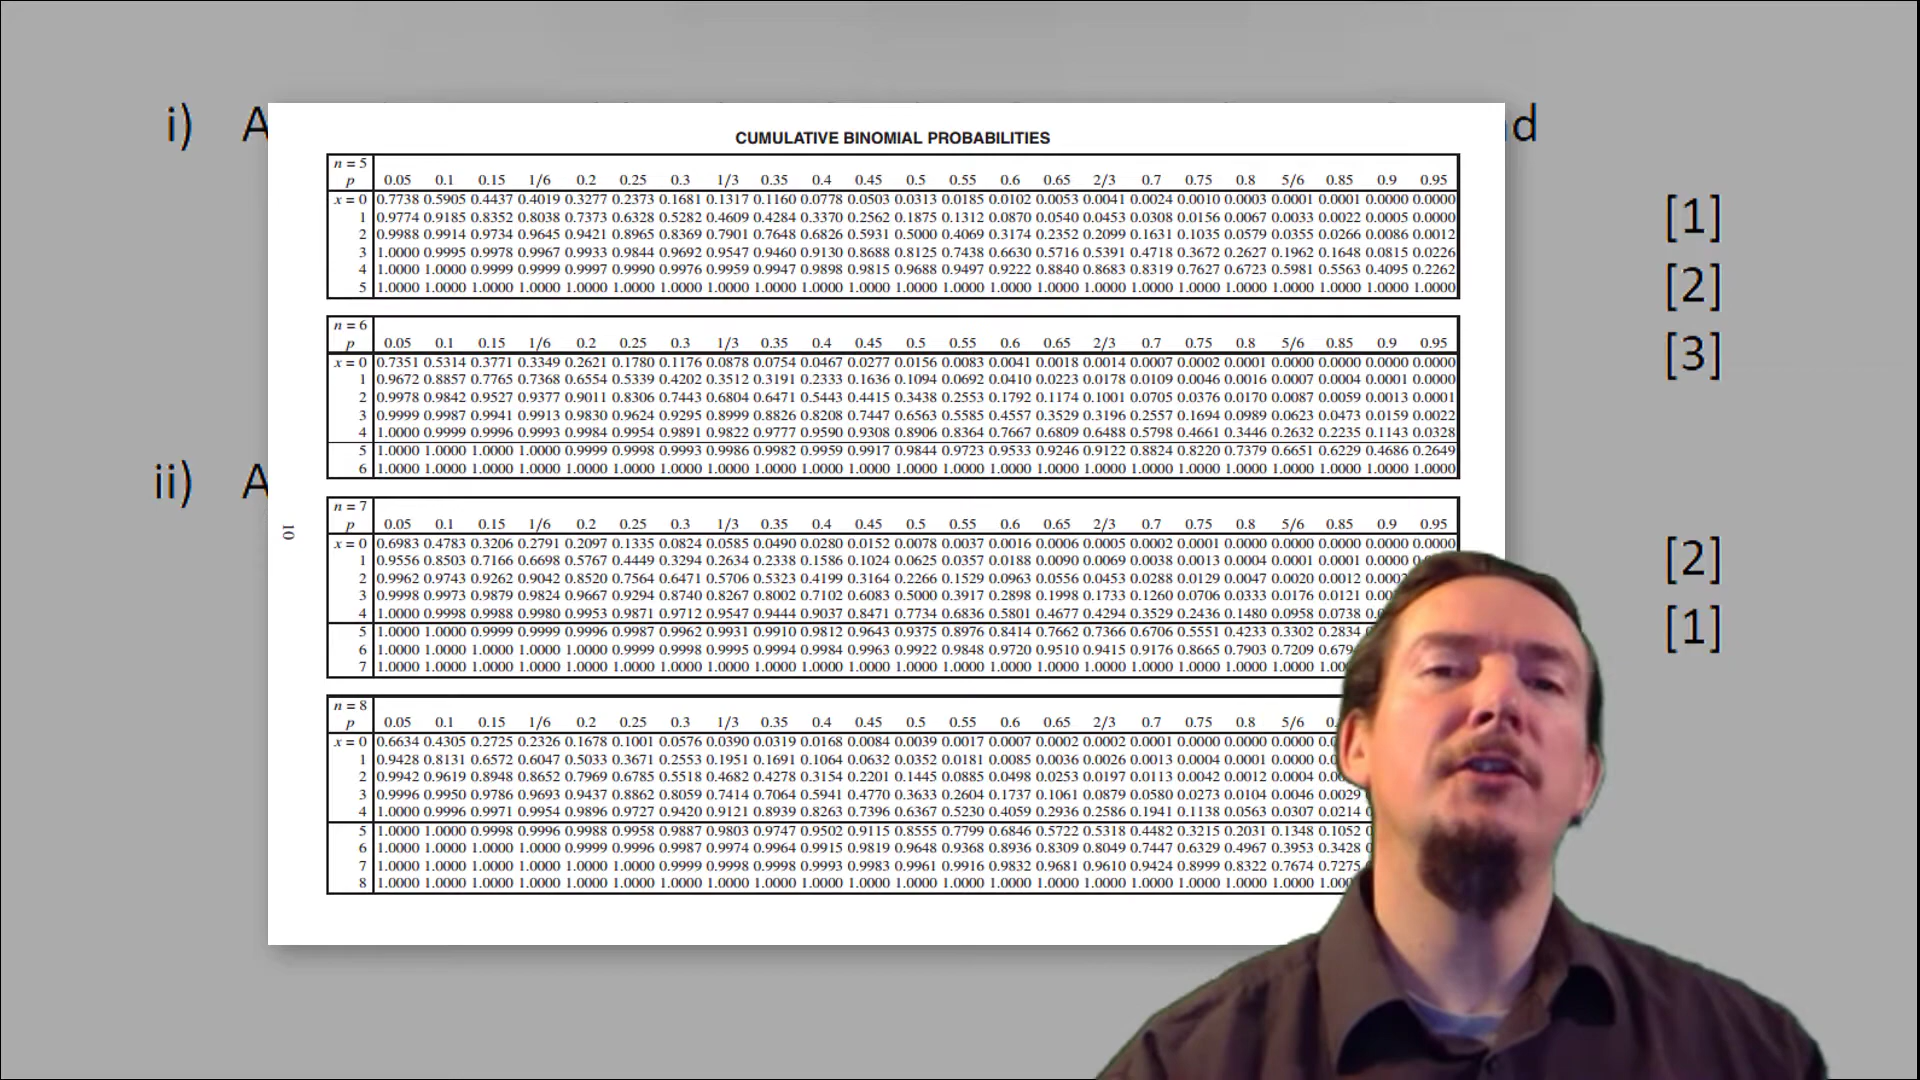 i) A
d
CUMULATIVE BINOMIAL PROBABILITIES
n = 5
p 0.05 0.1 0.15 1/6 0.2 0.25 0.3 1/3 0.35 0.4 0.45 0.5 0.55 0.6 0.65 2/3 0.7 0.75 0.8 5/6 0.85 0.9 0.95
x = 0 0.7738 0.5905 0.4437 0.4019 0.3277 0.2373 0.1681 0.1317 0.1160 0.0778 0.0503 0.0313 0.0185 0.0102 0.0053 0.0041 0.0024 0.0010 0.0003 0.0001 0.0001 0.0000 0.0000
1 0.9774 0.9185 0.8352 0.8038 0.7373 0.6328 0.5282 0.4609 0.4284 0.3370 0.2562 0.1875 0.1312 0.0870 0.0540 0.0453 0.0308 0.0156 0.0067 0.0033 0.0022 0.0005 0.0000
2 0.9988 0.9914 0.9734 0.9645 0.9421 0.8965 0.8369 0.7901 0.7648 0.6826 0.5931 0.5000 0.4069 0.3174 0.2352 0.2099 0.1631 0.1035 0.0579 0.0355 0.0266 0.0086 0.0012
3 1.0000 0.9995 0.9978 0.9967 0.9933 0.9844 0.9692 0.9547 0.9460 0.9130 0.8688 0.8125 0.7438 0.6630 0.5716 0.5391 0.4718 0.3672 0.2627 0.1962 0.1648 0.0815 0.0226
4 1.0000 1.0000 0.9999 0.9999 0.9997 0.9990 0.9976 0.9959 0.9947 0.9898 0.9815 0.9688 0.9497 0.9222 0.8840 0.8683 0.8319 0.7627 0.6723 0.5981 0.5563 0.4095 0.2262
5 1.0000 1.0000 1.0000 1.0000 1.0000 1.0000 1.0000 1.0000 1.0000 1.0000 1.0000 1.0000 1.0000 1.0000 1.0000 1.0000 1.0000 1.0000 1.0000 1.0000 1.0000 1.0000 1.0000
[1]
[2]
[3]
n = 6
p 0.05 0.1 0.15 1/6 0.2 0.25 0.3 1/3 0.35 0.4 0.45 0.5 0.55 0.6 0.65 2/3 0.7 0.75 0.8 5/6 0.85 0.9 0.95
x = 0 0.7351 0.5314 0.3771 0.3349 0.2621 0.1780 0.1176 0.0878 0.0754 0.0467 0.0277 0.0156 0.0083 0.0041 0.0018 0.0014 0.0007 0.0002 0.0001 0.0000 0.0000 0.0000 0.0000
1 0.9672 0.8857 0.7765 0.7368 0.6554 0.5339 0.4202 0.3512 0.3191 0.2333 0.1636 0.1094 0.0692 0.0410 0.0223 0.0178 0.0109 0.0046 0.0016 0.0007 0.0004 0.0001 0.0000
2 0.9978 0.9842 0.9527 0.9377 0.9011 0.8306 0.7443 0.6804 0.6471 0.5443 0.4415 0.3438 0.2553 0.1792 0.1174 0.1001 0.0705 0.0376 0.0170 0.0087 0.0059 0.0013 0.0001
3 0.9999 0.9987 0.9941 0.9913 0.9830 0.9624 0.9295 0.8999 0.8826 0.8208 0.7447 0.6563 0.5585 0.4557 0.3529 0.3196 0.2557 0.1694 0.0989 0.0623 0.0473 0.0159 0.0022
4 1.0000 0.9999 0.9996 0.9993 0.9984 0.9954 0.9891 0.9822 0.9777 0.9590 0.9308 0.8906 0.8364 0.7667 0.6809 0.6488 0.5798 0.4661 0.3446 0.2632 0.2235 0.1143 0.0328
5 1.0000 1.0000 1.0000 1.0000 0.9999 0.9998 0.9993 0.9986 0.9982 0.9959 0.9917 0.9844 0.9723 0.9533 0.9246 0.9122 0.8824 0.8220 0.7379 0.6651 0.6229 0.4686 0.2649
6 1.0000 1.0000 1.0000 1.0000 1.0000 1.0000 1.0000 1.0000 1.0000 1.0000 1.0000 1.0000 1.0000 1.0000 1.0000 1.0000 1.0000 1.0000 1.0000 1.0000 1.0000 1.0000 1.0000
ii) A
10
n = 7
p 0.05 0.1 0.15 1/6 0.2 0.25 0.3 1/3 0.35 0.4 0.45 0.5 0.55 0.6 0.65 2/3 0.7 0.75 0.8 5/6 0.85 0.9 0.95
x = 0 0.6983 0.4783 0.3206 0.2791 0.2097 0.1335 0.0824 0.0585 0.0490 0.0280 0.0152 0.0078 0.0037 0.0016 0.0006 0.0005 0.0002 0.0001 0.0000 0.0000 0.0000 0.0000 0.0000
1 0.9556 0.8503 0.7166 0.6698 0.5767 0.4449 0.3294 0.2634 0.2338 0.1586 0.1024 0.0625 0.0357 0.0188 0.0090 0.0069 0.0038 0.0013 0.0004 0.0001 0.0001 0.0000
2 0.9962 0.9743 0.9262 0.9042 0.8520 0.7564 0.6471 0.5706 0.5323 0.4199 0.3164 0.2266 0.1529 0.0963 0.0556 0.0453 0.0288 0.0129 0.0047 0.0020 0.0012
3 0.9998 0.9973 0.9879 0.9824 0.9667 0.9294 0.8740 0.8267 0.8002 0.7102 0.6083 0.5000 0.3917 0.2898 0.1998 0.1733 0.1260 0.0706 0.0333 0.0176 0.0121
4 1.0000 0.9998 0.9988 0.9980 0.9953 0.9871 0.9712 0.9547 0.9444 0.9037 0.8471 0.7734 0.6836 0.5801 0.4677 0.4294 0.3529 0.2436 0.1480 0.0958 0.0738
5 1.0000 1.0000 0.9999 0.9999 0.9996 0.9987 0.9962 0.9931 0.9910 0.9812 0.9643 0.9375 0.8976 0.8414 0.7662 0.7366 0.6706 0.5551 0.4233 0.3302 0.2834
6 1.0000 1.0000 1.0000 1.0000 0.9999 0.9998 0.9995 0.9994 0.9984 0.9963 0.9922 0.9848 0.9720 0.9510 0.9415 0.9176 0.8665 0.7903 0.7209
7 1.0000 1.0000 1.0000 1.0000 1.0000 1.0000 1.0000 1.0000 1.0000 1.0000 1.0000 1.0000 1.0000 1.0000 1.0000 1.0000 1.0000 1.0000 1.0000 1.0000
[2]
[1]
n = 8
p 0.05 0.1 0.15 1/6 0.2 0.25 0.3 1/3 0.35 0.4 0.45 0.5 0.55 0.6 0.65 2/3 0.7 0.75 0.8 5/6
x = 0 0.6634 0.4305 0.2725 0.2326 0.1678 0.1001 0.0576 0.0390 0.0319 0.0168 0.0084 0.0039 0.0017 0.0007 0.0002 0.0002 0.0001 0.0000 0.0000 0.0000
1 0.9428 0.8131 0.6572 0.6047 0.5033 0.3671 0.2553 0.1951 0.1691 0.1064 0.0632 0.0352 0.0181 0.0085 0.0036 0.0026 0.0013 0.0004 0.0001 0.0000
2 0.9942 0.9619 0.8948 0.8652 0.7969 0.6785 0.5518 0.4682 0.4278 0.3154 0.2201 0.1445 0.0885 0.0498 0.0253 0.0197 0.0113 0.0042 0.0012 0.0004
3 0.9996 0.9950 0.9786 0.9693 0.9437 0.8862 0.8059 0.7414 0.7064 0.5941 0.4770 0.3633 0.2604 0.1737 0.1061 0.0879 0.0580 0.0273 0.0104 0.0046 0.0029
4 1.0000 0.9996 0.9971 0.9954 0.9896 0.9727 0.9420 0.9121 0.8939 0.8263 0.7396 0.6367 0.5230 0.4059 0.2936 0.2586 0.1941 0.1138 0.0563 0.0307 0.0214
5 1.0000 1.0000 0.9998 0.9996 0.9988 0.9958 0.9887 0.9803 0.9747 0.9502 0.9115 0.8555 0.7799 0.6846 0.5722 0.5318 0.4482 0.3215 0.2031 0.1348 0.1052
6 1.0000 1.0000 1.0000 1.0000 0.9999 0.9996 0.9987 0.9974 0.9964 0.9915 0.9819 0.9648 0.9368 0.8936 0.8309 0.8049 0.7447 0.6329 0.4967 0.3953 0.3428
7 1.0000 1.0000 1.0000 1.0000 1.0000 1.0000 0.9999 0.9998 0.9998 0.9993 0.9983 0.9961 0.9916 0.9832 0.9681 0.9610 0.9424 0.8999 0.8322 0.7674 0.7275
8 1.0000 1.0000 1.0000 1.0000 1.0000 1.0000 1.0000 1.0000 1.0000 1.0000 1.0000 1.0000 1.0000 1.0000 1.0000 1.0000 1.0000 1.0000 1.0000 1.0000